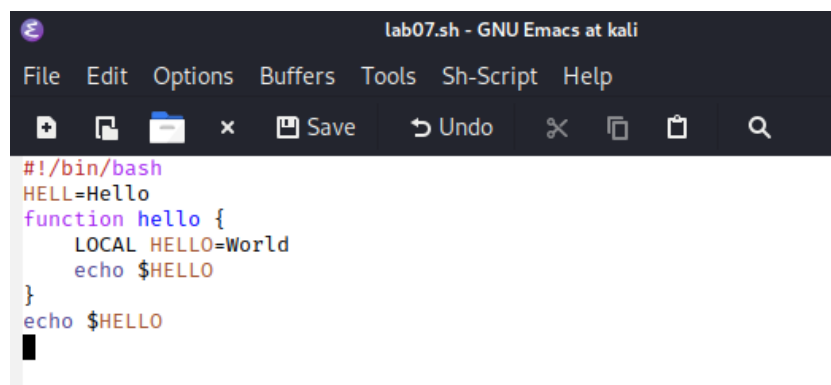 lab07.sh - GNU Emacs at kali
File Edit Options Buffers Tools Sh-Script Help
Save Undo
#!/bin/bash
HELL=Hello
function hello {
    LOCAL HELLO=World
    echo $HELLO
}
echo $HELLO